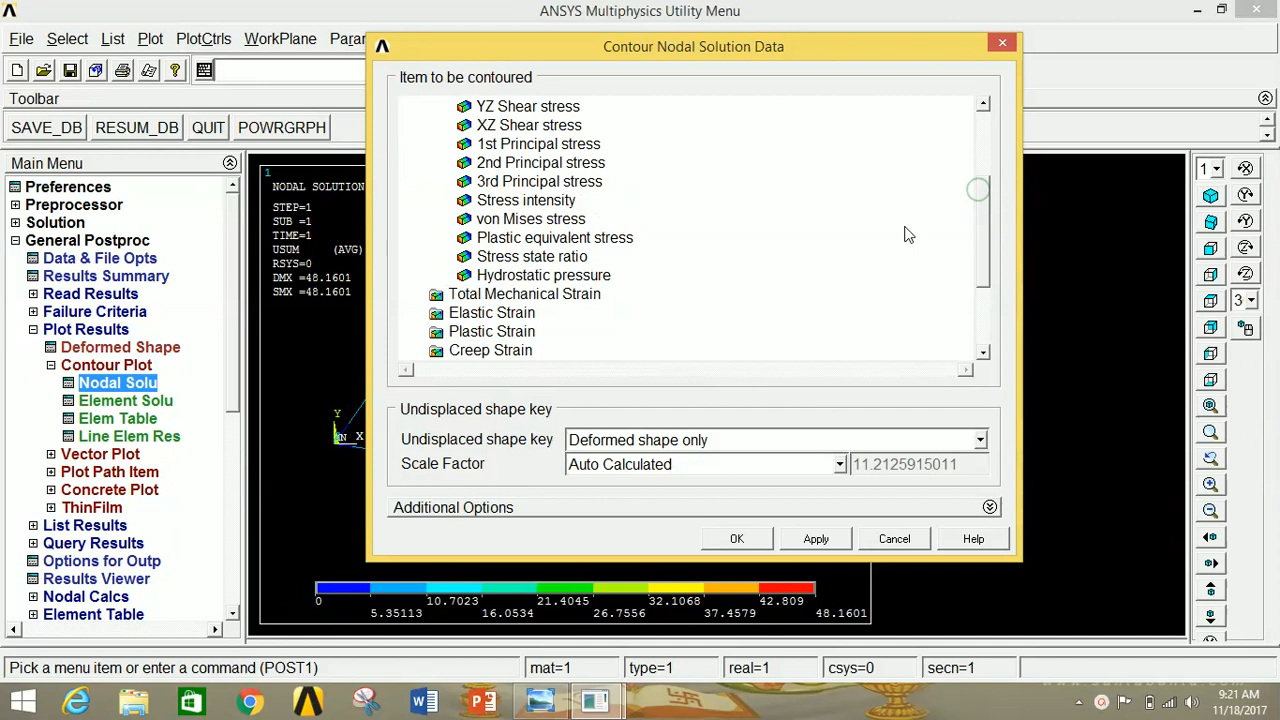 ANSYS Multiphysics Utility Menu
File Select List Plot PlotCtrls WorkPlane Para
Contour Nodal Solution Data
Item to be contoured
YZ Shear stress
XZ Shear stress
1st Principal stress
2nd Principal stress
3rd Principal stress
Stress intensity
von Mises stress
Plastic equivalent stress
Stress state ratio
Hydrostatic pressure
Total Mechanical Strain
Elastic Strain
Plastic Strain
Creep Strain
Undisplaced shape key
Undisplaced shape key Deformed shape only
Scale Factor Auto Calculated 11.2125915011
Additional Options
OK Apply Cancel Help
Toolbar
SAVE_DB RESUM_DB QUIT POWRGRPH
Main Menu
Preferences
Preprocessor
Solution
General Postproc
Data & File Opts
Results Summary
Read Results
Failure Criteria
Plot Results
Deformed Shape
Contour Plot
Nodal Solu
Element Solu
Elem Table
Line Elem Res
Vector Plot
Plot Path Item
Concrete Plot
ThinFilm
List Results
Query Results
Options for Outp
Results Viewer
Nodal Calcs
Element Table
1
NODAL SOLUTION
STEP=1
SUB =1
TIME=1
USUM (AVG)
RSYS=0
DMX =48.1601
SMX =48.1601
Y
X
0 10.7023 21.4045 32.1068 42.809
5.35113 16.0534 26.7556 37.4579 48.1601
1
3
Pick a menu item or enter a command (POST1) mat=1 type=1 real=1 csys=0 secn=1
9:21 AM
11/18/2017